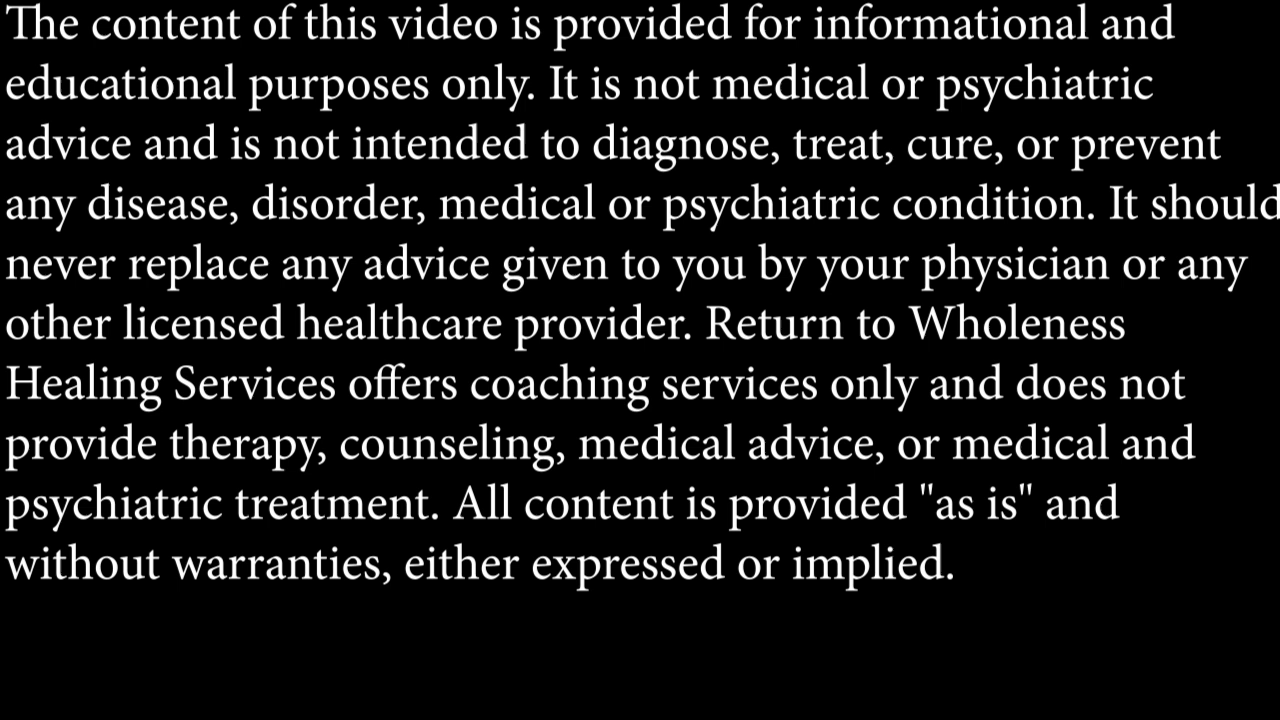 The content of this video is provided for informational and
educational purposes only. It is not medical or psychiatric
advice and is not intended to diagnose, treat, cure, or prevent
any disease, disorder, medical or psychiatric condition. It should
never replace any advice given to you by your physician or any
other licensed healthcare provider. Return to Wholeness
Healing Services offers coaching services only and does not
provide therapy, counseling, medical advice, or medical and
psychiatric treatment. All content is provided "as is" and
without warranties, either expressed or implied.